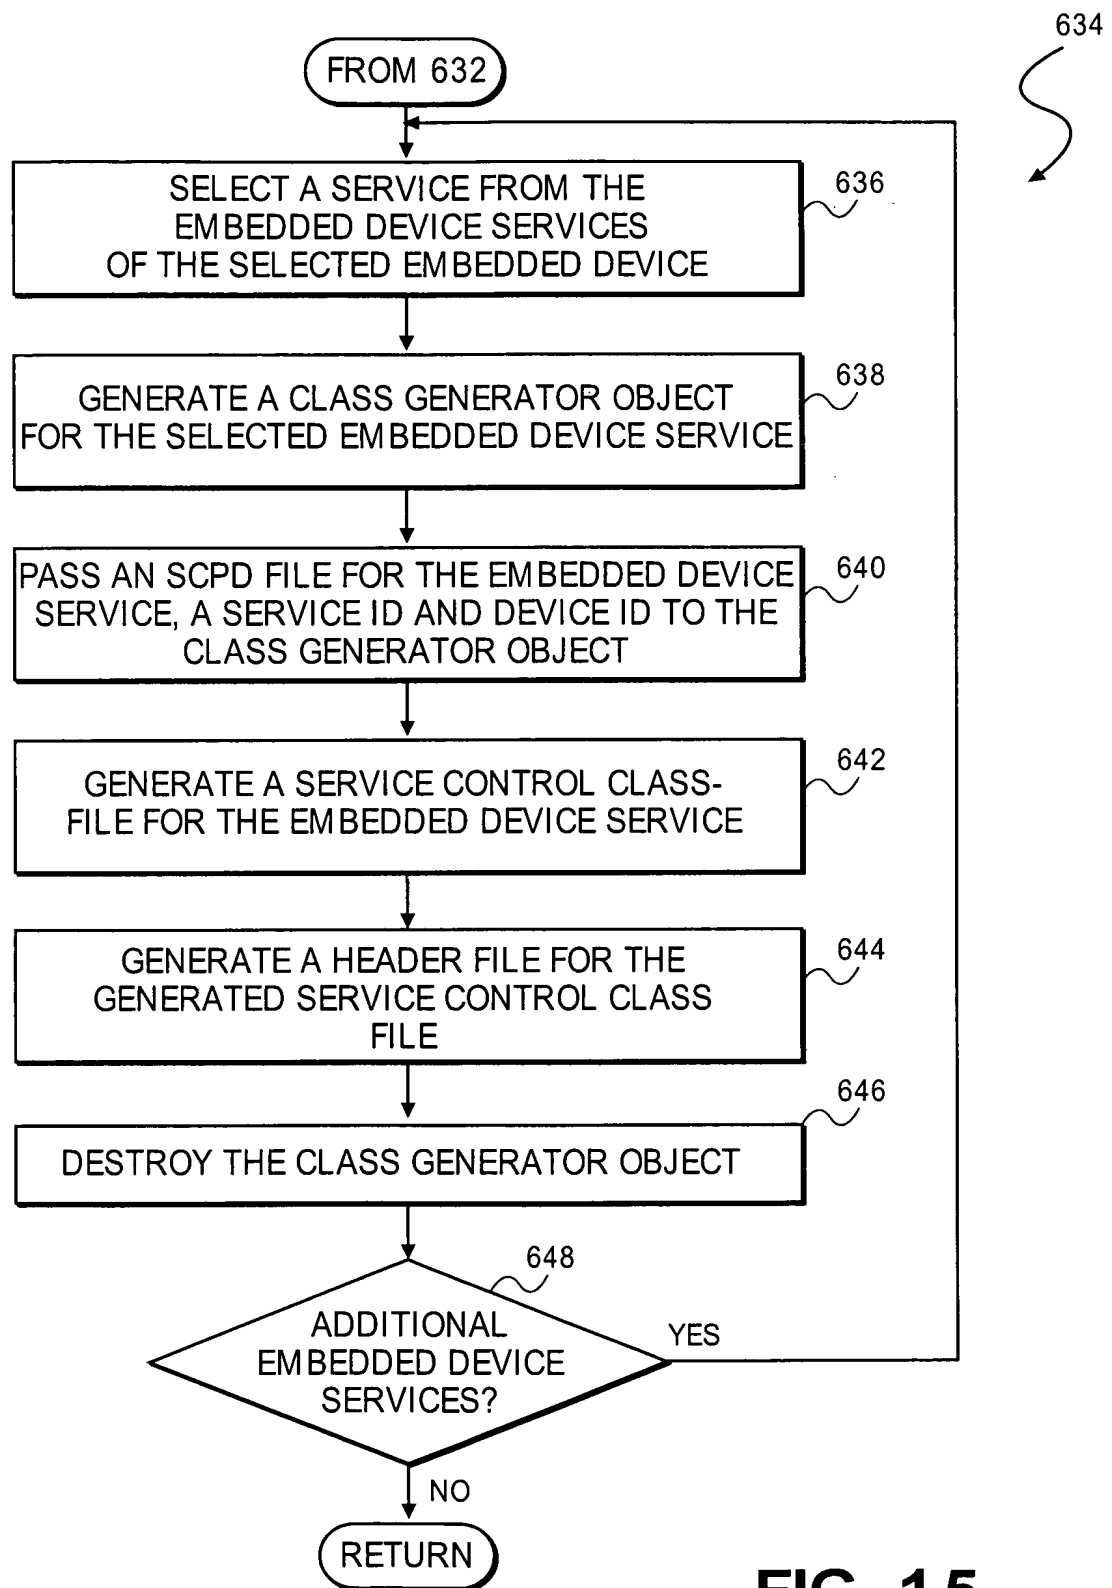 634
FROM 632
SELECT A SERVICE FROM THE
EMBEDDED DEVICE SERVICES
OF THE SELECTED EMBEDDED DEVICE
636
GENERATE A CLASS GENERATOR OBJECT
FOR THE SELECTED EMBEDDED DEVICE SERVICE
638
PASS AN SCPD FILE FOR THE EMBEDDED DEVICE
SERVICE, A SERVICE ID AND DEVICE ID TO THE
CLASS GENERATOR OBJECT
640
GENERATE A SERVICE CONTROL CLASS-
FILE FOR THE EMBEDDED DEVICE SERVICE
642
GENERATE A HEADER FILE FOR THE
GENERATED SERVICE CONTROL CLASS
FILE
644
646
DESTROY THE CLASS GENERATOR OBJECT
648
ADDITIONAL
EMBEDDED DEVICE
SERVICES?
YES
NO
RETURN
FIG. 15